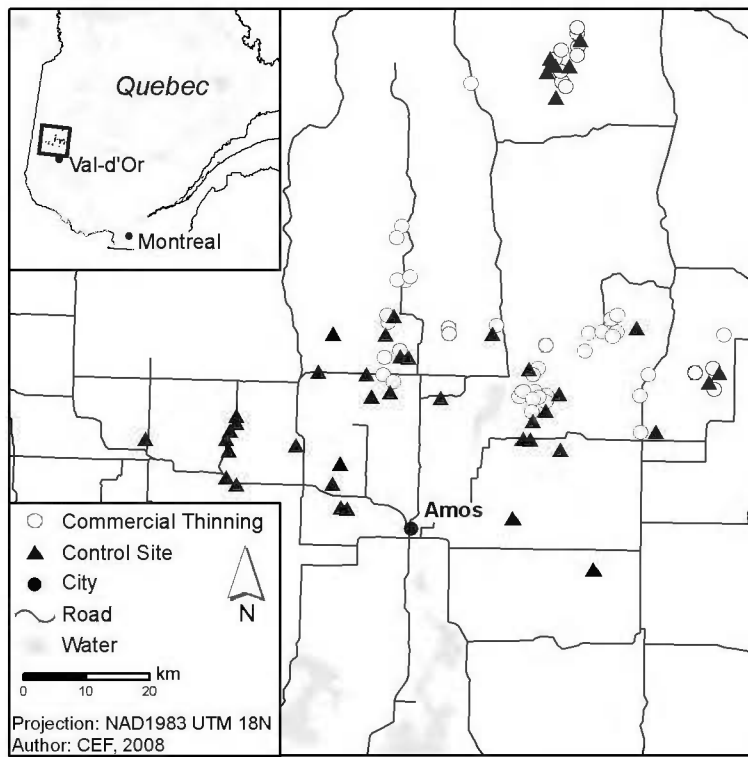 Quebec
Val-d'Or
Montreal
Amos
Commercial Thinning
Control Site
City
Road
Water
N
km
0 10 20
Projection: NAD1983 UTM 18N
Author: CEF, 2008